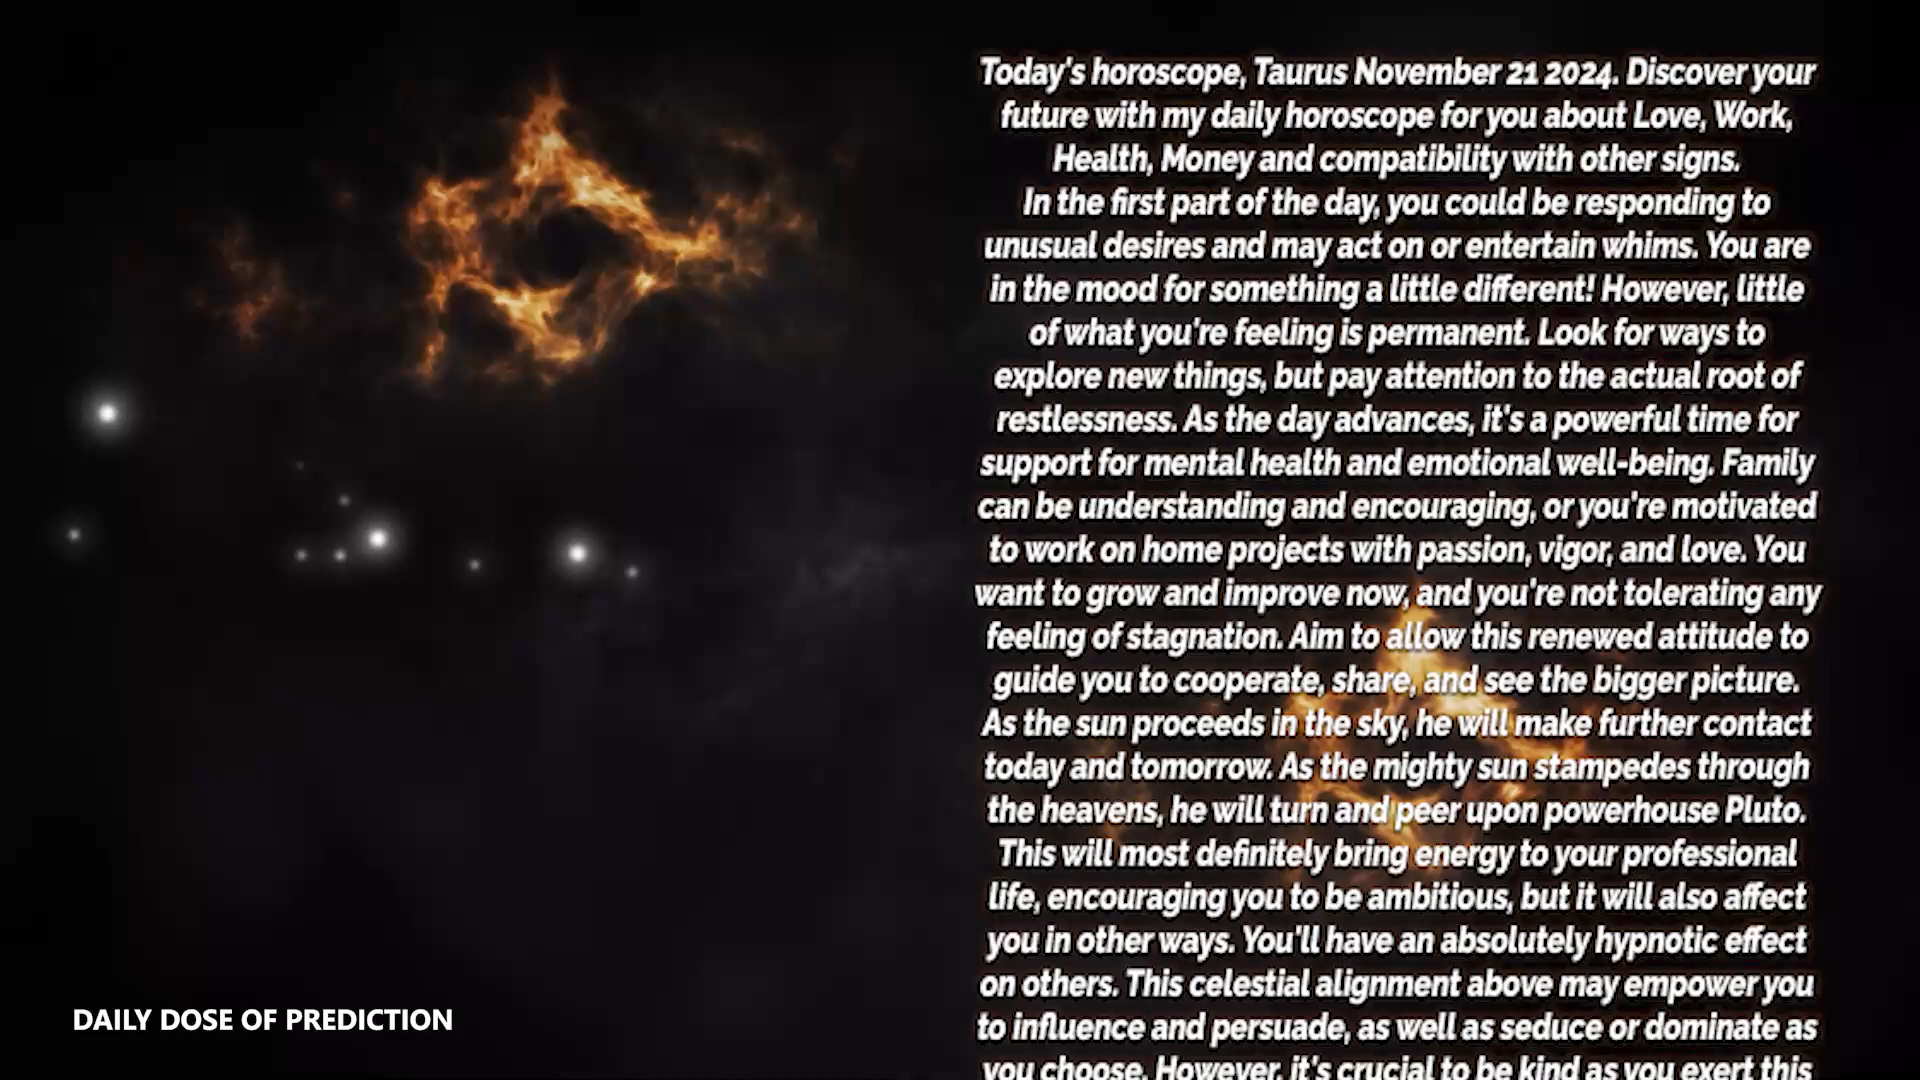 Today's horoscope, Taurus November 21 2024. Discover your
future with my daily horoscope for you about Love, Work,
Health, Money and compatibility with other signs.
In the first part of the day, you could be responding to
unusual desires and may act on or entertain whims. You are
in the mood for something a little different! However, little
of what you're feeling is permanent. Look for ways to
explore new things, but pay attention to the actual root of
restlessness. As the day advances, it's a powerful time for
support for mental health and emotional well-being. Family
can be understanding and encouraging, or you're motivated
to work on home projects with passion, vigor, and love. You
want to grow and improve now, and you're not tolerating any
feeling of stagnation. Aim to allow this renewed attitude to
guide you to cooperate, share, and see the bigger picture.
As the sun proceeds in the sky, he will make further contact
today and tomorrow. As the mighty sun stampedes through
the heavens, he will turn and peer upon powerhouse Pluto.
This will most definitely bring energy to your professional
life, encouraging you to be ambitious, but it will also affect
you in other ways. You'll have an absolutely hypnotic effect
on others. This celestial alignment above may empower you
to influence and persuade, as well as seduce or dominate as
you choose. However, it's crucial to be kind as you exert this
DAILY DOSE OF PREDICTION